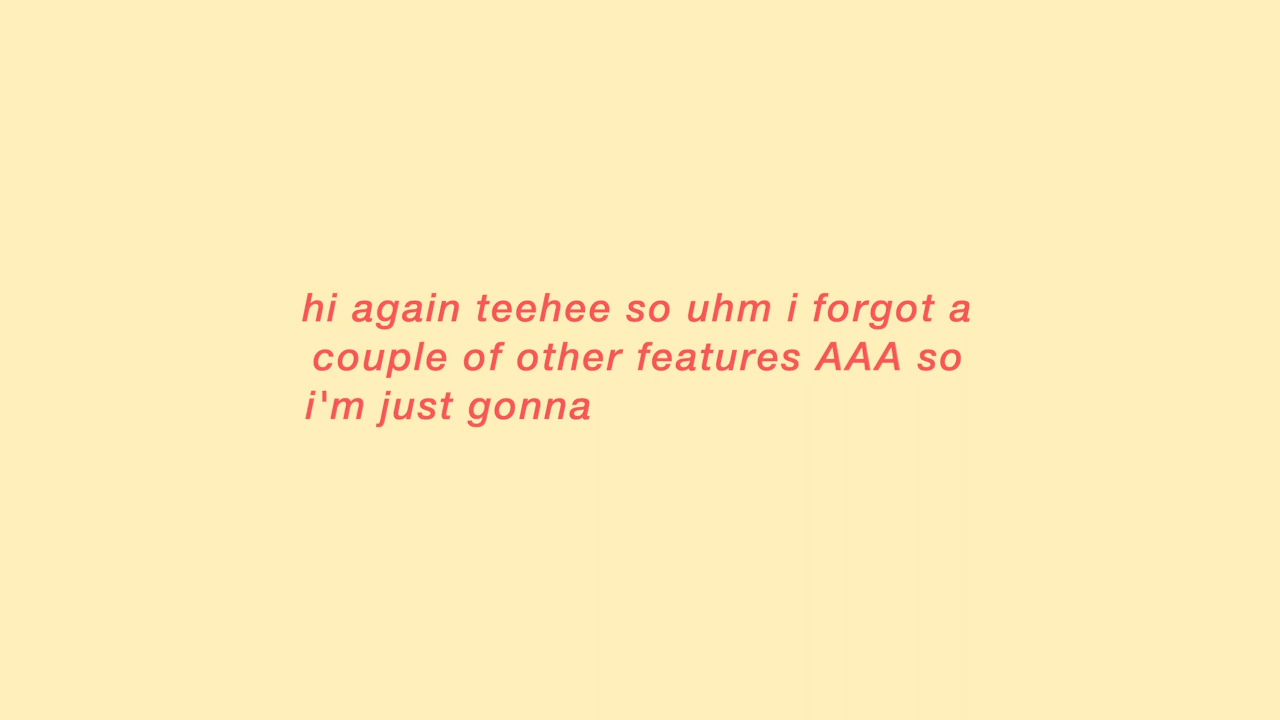 hi again teehee so uhm i forgot a
couple of other features AAA so
i'm just gonna